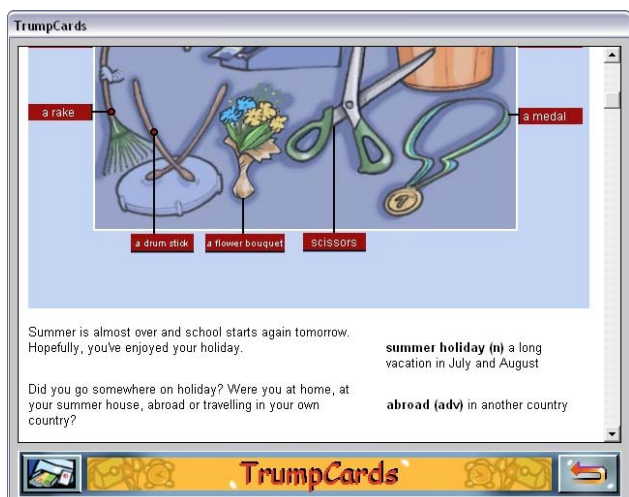 TrumpCards
a rake
a medal
a drum stick
a flower bouquet
scissors
Summer is almost over and school starts again tomorrow.
Hopefully, you've enjoyed your holiday.
summer holiday (n) a long
vacation in July and August
Did you go somewhere on holiday? Were you at home, at
your summer house, abroad or travelling in your own
country?
abroad (adv) in another country
TrumpCards